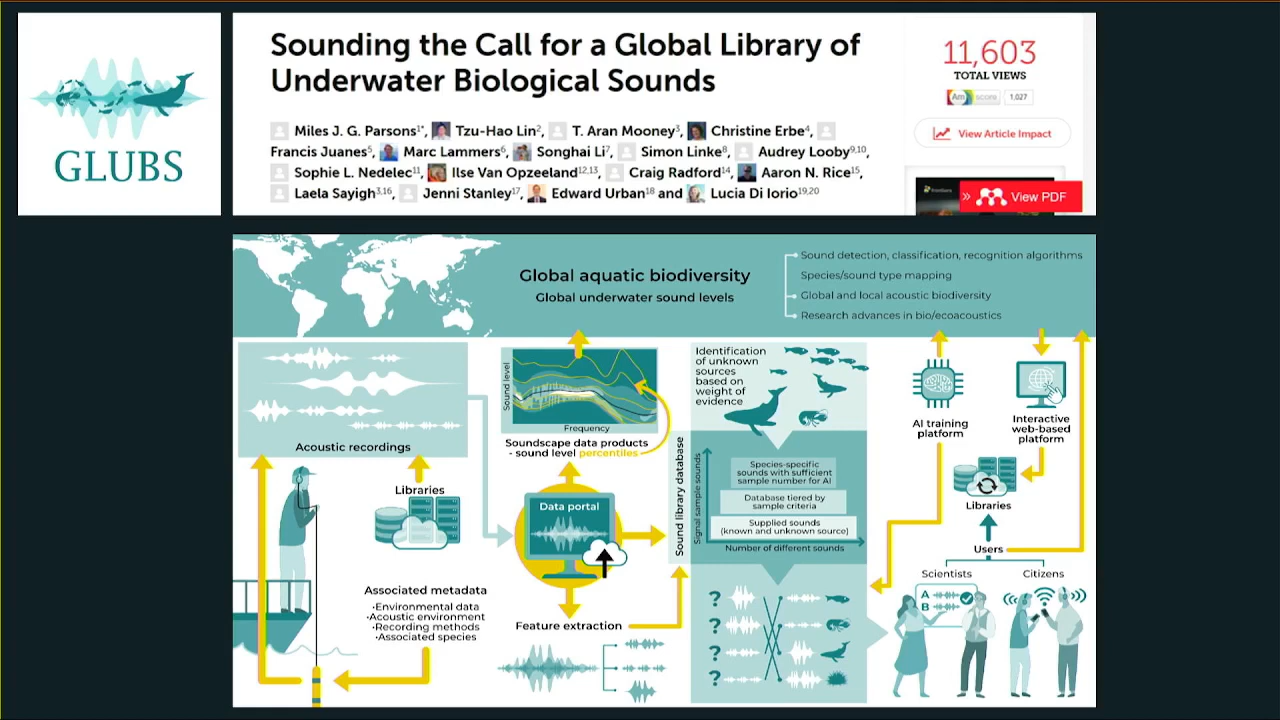 GLUBS
Sounding the Call for a Global Library of
Underwater Biological Sounds
Miles J. G. Parsons1*, Tzu-Hao Lin2, T. Aran Mooney3, Christine Erbe4,
Francis Juanes5, Marc Lammers6, Songhai Li7, Simon Linke8, Audrey Looby9,10,
Sophie L. Nedelec11, Ilse Van Opzeeland12,13, Craig Radford14, Aaron N. Rice15,
Laela Sayigh3,16, Jenni Stanley17, Edward Urban18 and Lucia Di Iorio19,20
11,603
TOTAL VIEWS
Am score 1,027
View Article Impact
frontiers
» View PDF
Global aquatic biodiversity
Global underwater sound levels
Sound detection, classification, recognition algorithms
Species/sound type mapping
Global and local acoustic biodiversity
Research advances in bio/ecoacoustics
Acoustic recordings
Libraries
Associated metadata
·Environmental data
·Acoustic environment
·Recording methods
·Associated species
Sound level
Frequency
Soundscape data products
- sound level percentiles
Data portal
Feature extraction
Sound library database
Identification
of unknown
sources
based on
weight of
evidence
Signal sample sounds
Species-specific
sounds with sufficient
sample number for AI
Database tiered by
sample criteria
Supplied sounds
(known and unknown source)
Number of different sounds
?
?
?
?
AI training
platform
Interactive
web-based
platform
Libraries
Users
Scientists
Citizens
A
B